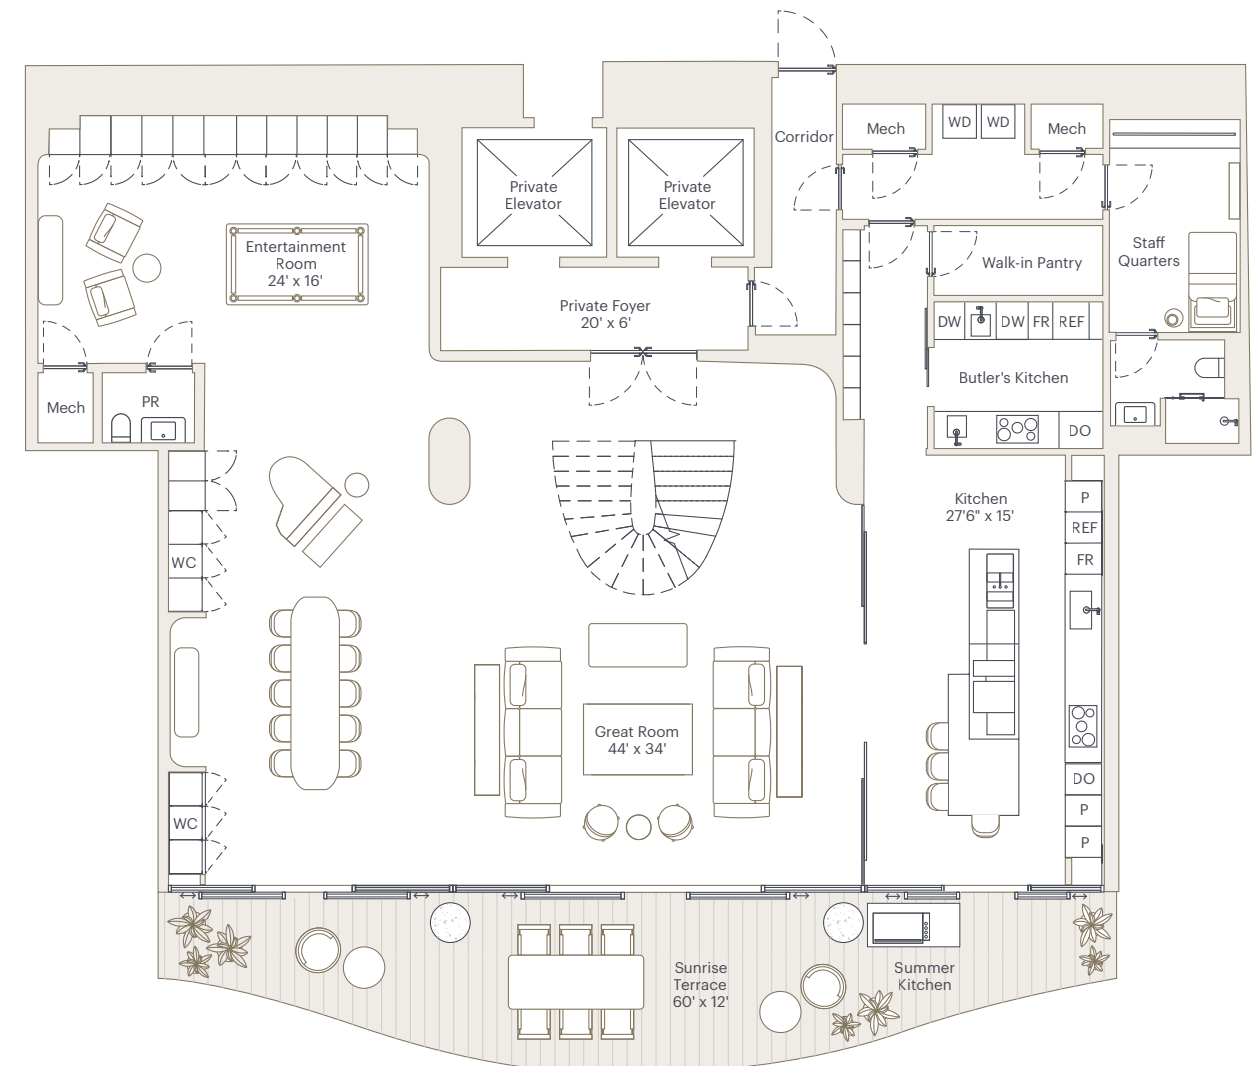 Corridor
Mech
WD
WD
Mech
Private
Elevator
Private
Elevator
Entertainment
Room
24' x 16'
Staff
Quarters
Walk-in Pantry
Private Foyer
20' x 6'
DW
DW
FR
REF
Butler's Kitchen
Mech
PR
DO
Kitchen
27'6" x 15'
P
REF
FR
WC
Great Room
44' x 34'
DO
P
P
WC
Sunrise
Terrace
60' x 12'
Summer
Kitchen